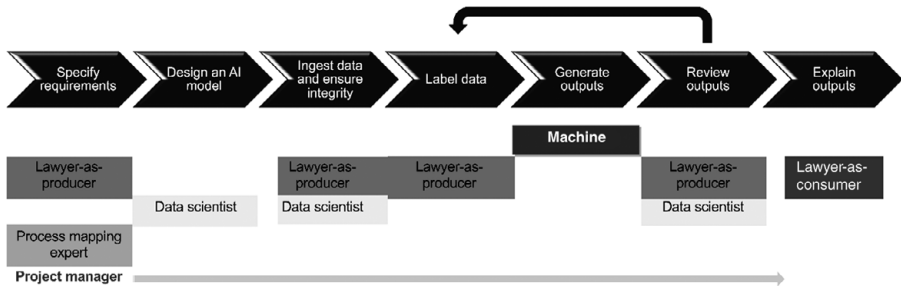 Specify
requirements
Design an AI
model
Ingest data
and ensure
integrity
Label data
Generate
outputs
Review
outputs
Explain
outputs
Machine
Lawyer-as-
producer
Lawyer-as-
producer
Lawyer-as-
producer
Lawyer-as-
producer
Lawyer-as-
consumer
Data scientist
Data scientist
Data scientist
Process mapping
expert
Project manager